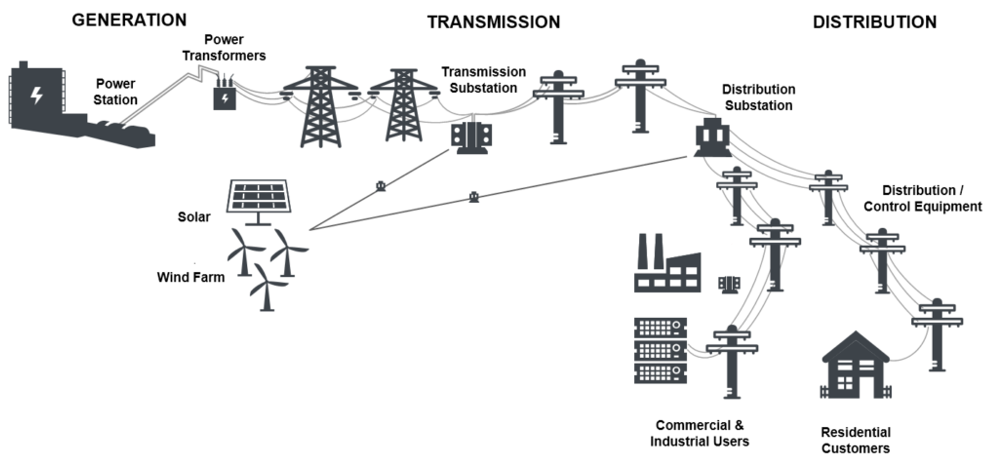 GENERATION
TRANSMISSION
DISTRIBUTION
Power
Transformers
Power
Station
Transmission
Substation
Distribution
Substation
Solar
Wind Farm
Distribution /
Control Equipment
Commercial &
Industrial Users
Residential
Customers